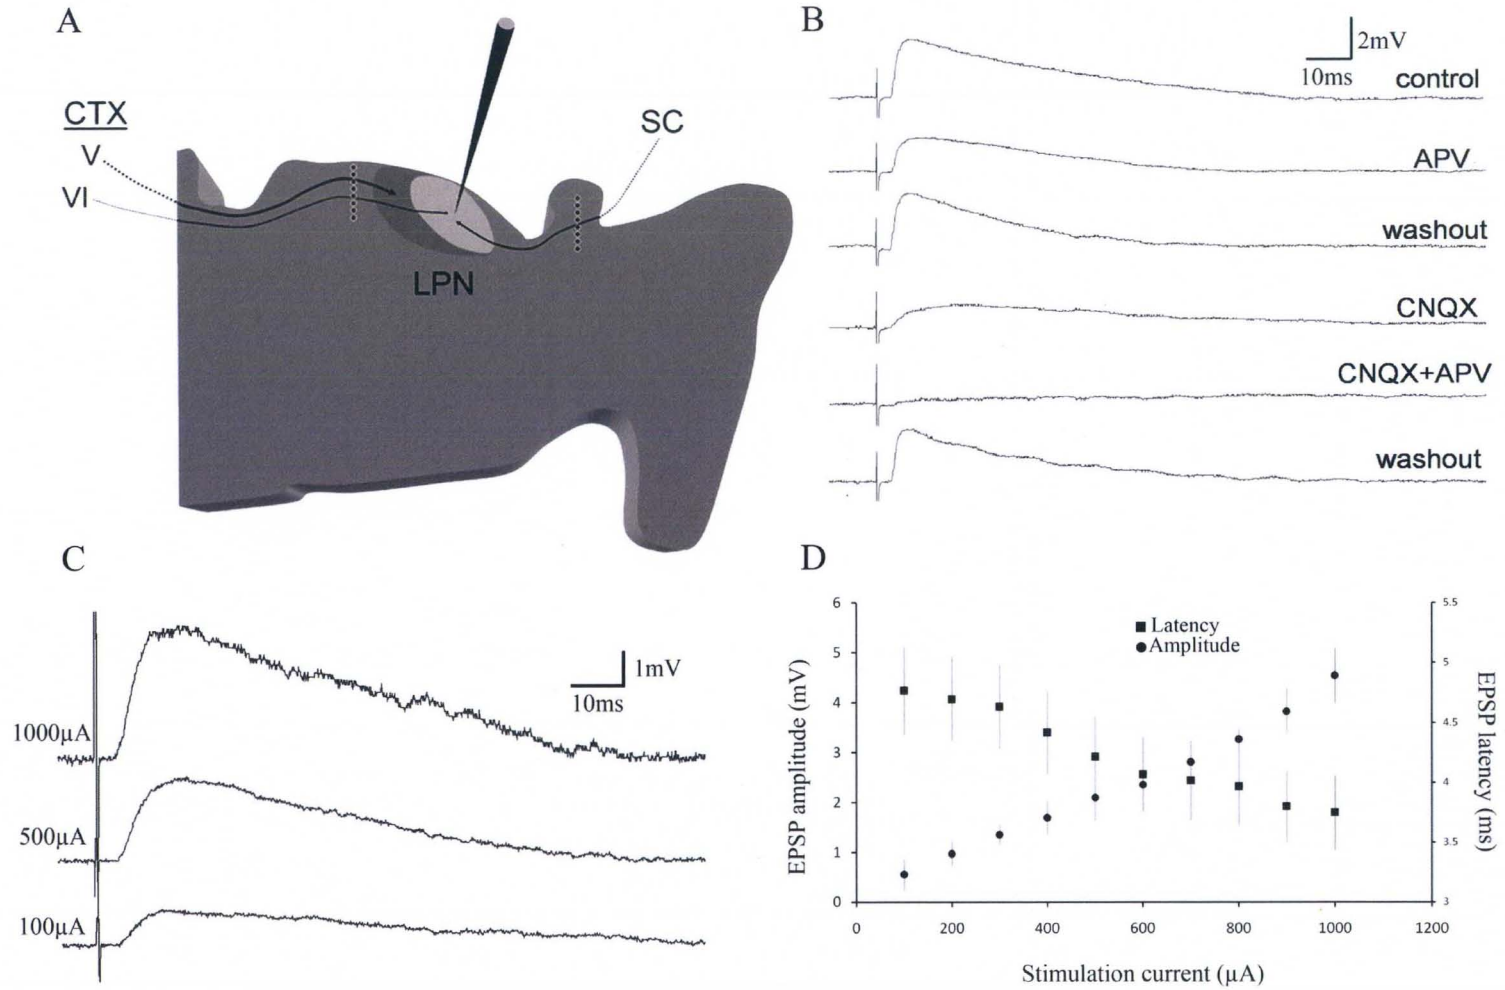 A
CTX
V
VI
SC
LPN
B
2mV
10ms
control
APV
washout
CNQX
CNQX+APV
washout
C
1mV
10ms
1000µA
500µA
100µA
D
Latency
Amplitude
EPSP amplitude (mV)
6
5
4
3
2
1
0
5.5
5
4.5
4
3.5
3
EPSP latency (ms)
0 200 400 600 800 1000 1200
Stimulation current (µA)